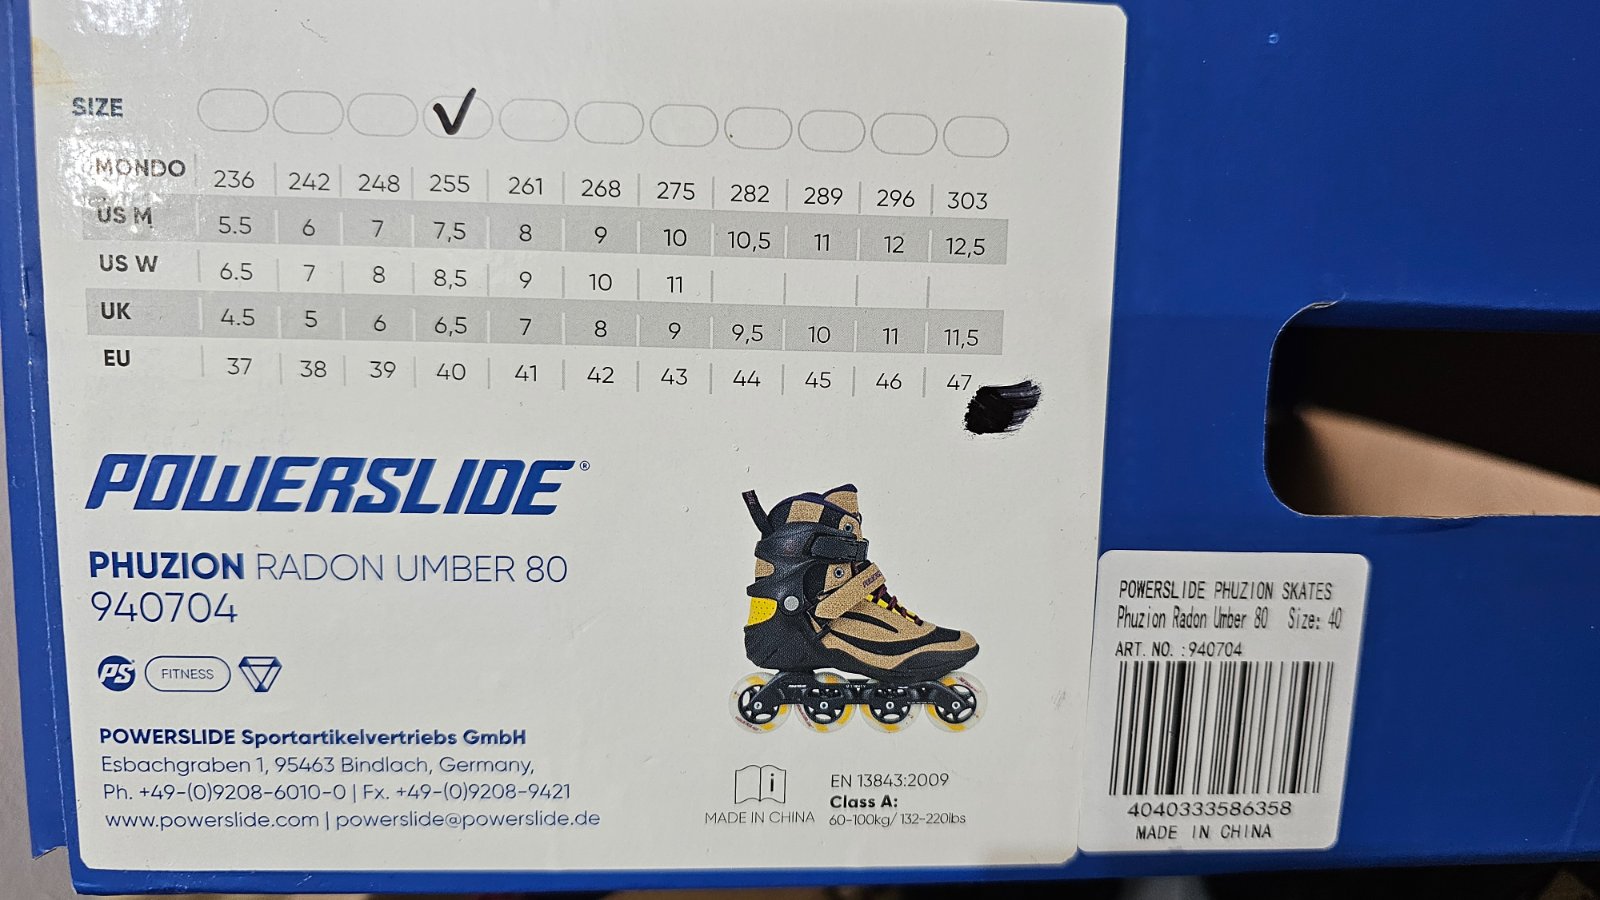 SIZE
MONDO 236 242 248 255 261 268 275 282 289 296 303
US M 5.5 6 7 7,5 8 9 10 10,5 11 12 12,5
US W 6.5 7 8 8,5 9 10 11
UK 4.5 5 6 6,5 7 8 9 9,5 10 11 11,5
EU 37 38 39 40 41 42 43 44 45 46 47
POWERSLIDE®
PHUZION RADON UMBER 80
940704
PS FITNESS
POWERSLIDE Sportartikelvertriebs GmbH
Esbachgraben 1, 95463 Bindlach, Germany,
Ph. +49-(0)9208-6010-0 | Fx. +49-(0)9208-9421
www.powerslide.com | powerslide@powerslide.de
MADE IN CHINA
EN 13843:2009
Class A:
60-100kg/ 132-220lbs
POWERSLIDE PHUZION SKATES
Phuzion Radon Umber 80 Size: 40
ART. NO. :940704
4040333586358
MADE IN CHINA